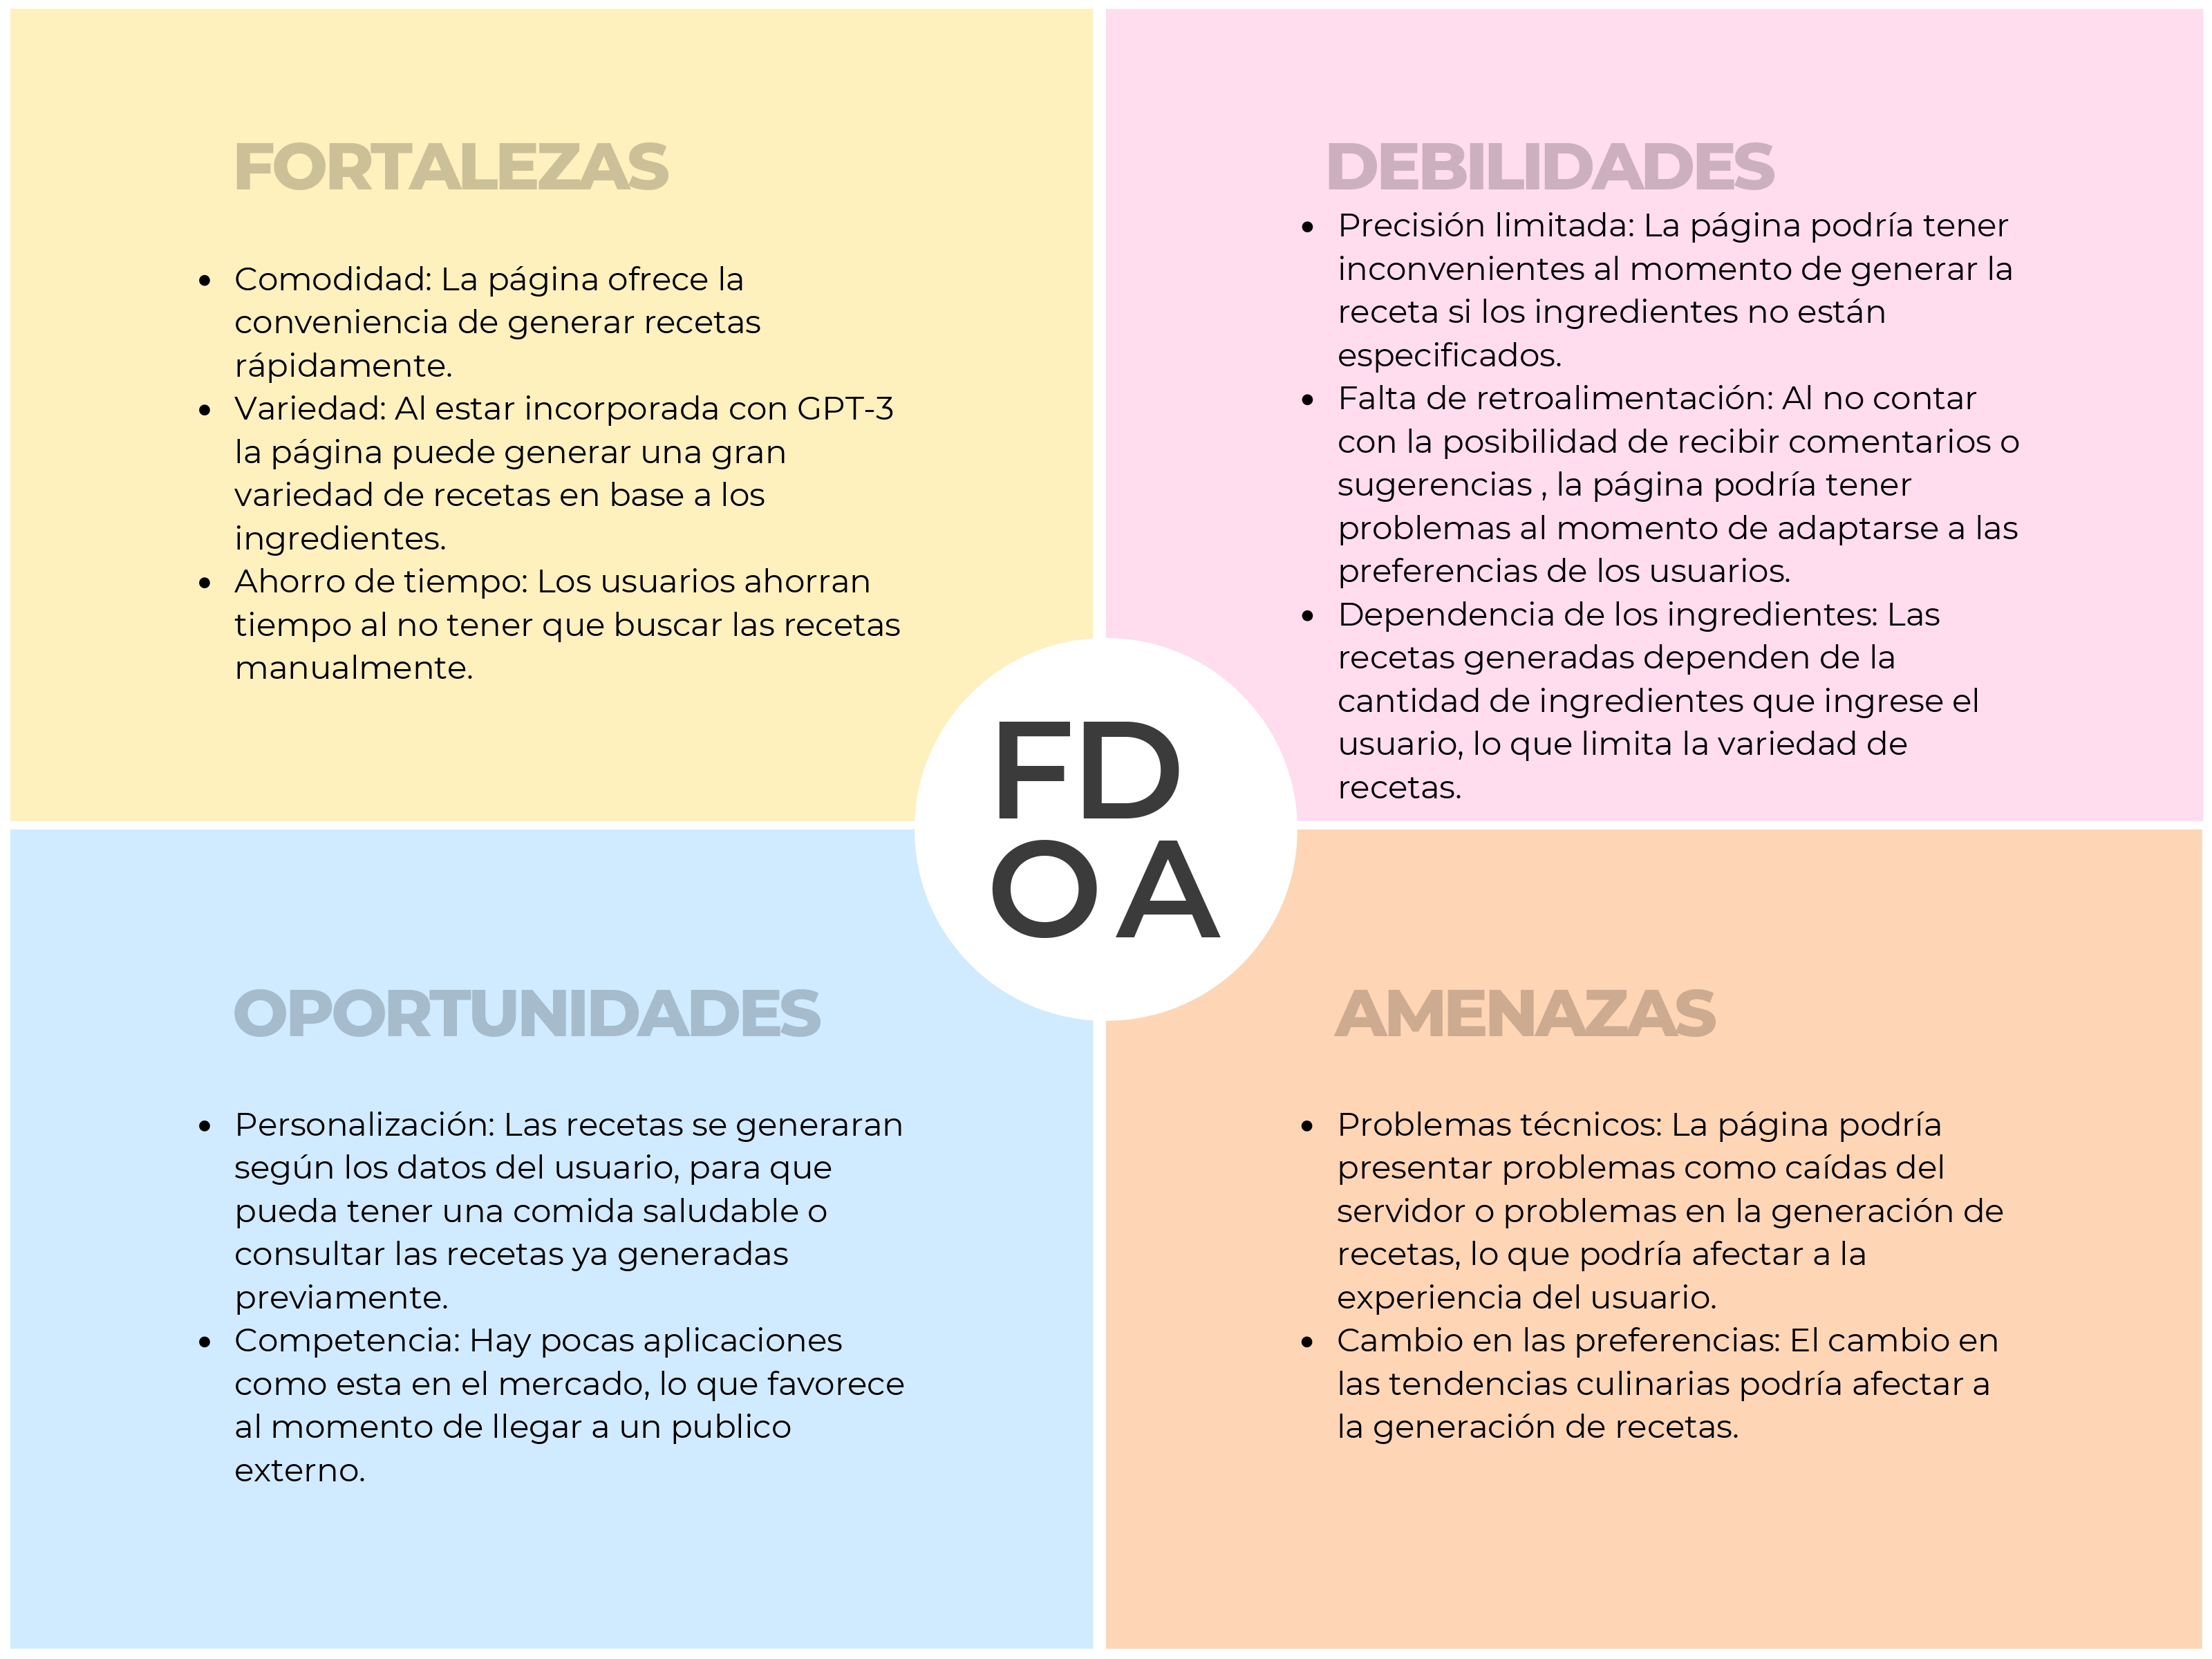 FORTALEZAS
• Comodidad: La página ofrece la
conveniencia de generar recetas
rápidamente.
• Variedad: Al estar incorporada con GPT-3
la página puede generar una gran
variedad de recetas en base a los
ingredientes.
• Ahorro de tiempo: Los usuarios ahorran
tiempo al no tener que buscar las recetas
manualmente.
DEBILIDADES
• Precisión limitada: La página podría tener
inconvenientes al momento de generar la
receta si los ingredientes no están
especificados.
• Falta de retroalimentación: Al no contar
con la posibilidad de recibir comentarios o
sugerencias , la página podría tener
problemas al momento de adaptarse a las
preferencias de los usuarios.
• Dependencia de los ingredientes: Las
recetas generadas dependen de la
cantidad de ingredientes que ingrese el
usuario, lo que limita la variedad de
recetas.
FD
OA
OPORTUNIDADES
• Personalización: Las recetas se generaran
según los datos del usuario, para que
pueda tener una comida saludable o
consultar las recetas ya generadas
previamente.
• Competencia: Hay pocas aplicaciones
como esta en el mercado, lo que favorece
al momento de llegar a un publico
externo.
AMENAZAS
• Problemas técnicos: La página podría
presentar problemas como caídas del
servidor o problemas en la generación de
recetas, lo que podría afectar a la
experiencia del usuario.
• Cambio en las preferencias: El cambio en
las tendencias culinarias podría afectar a
la generación de recetas.